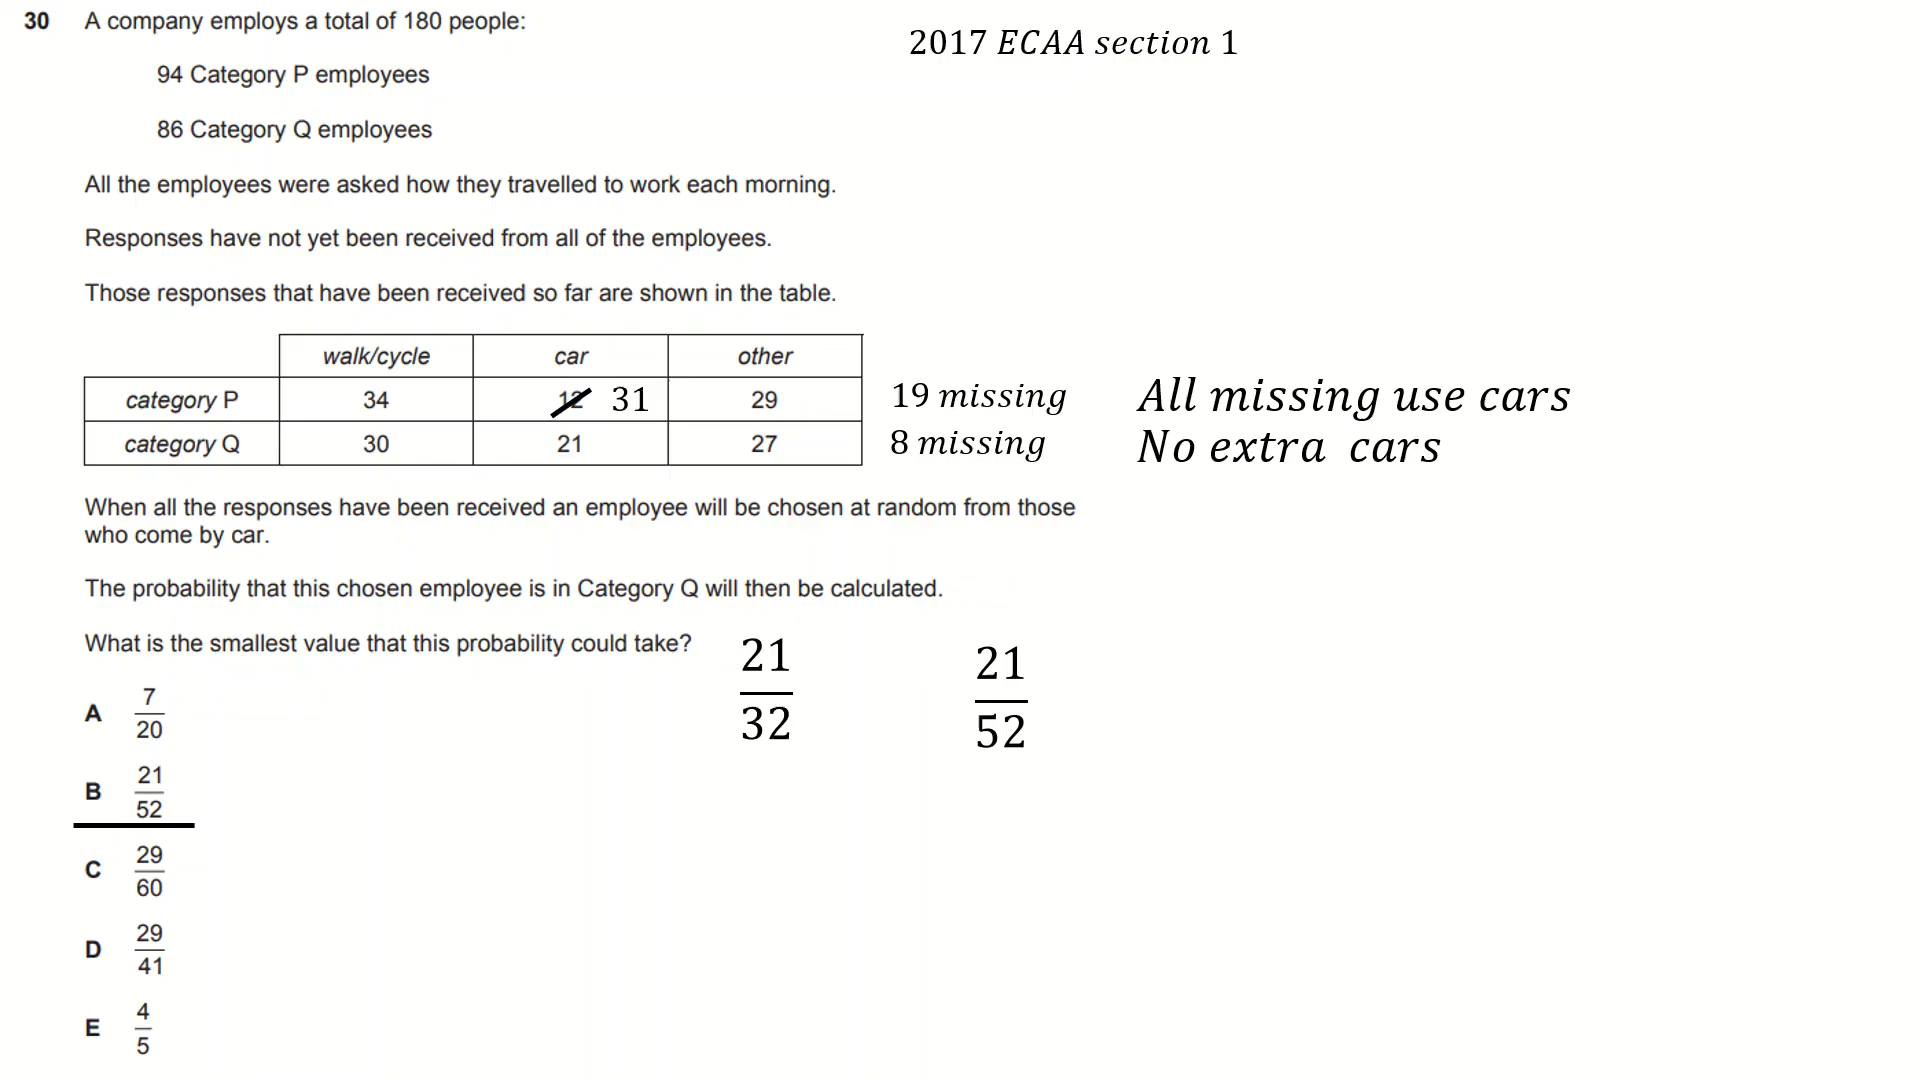 30 A company employs a total of 180 people:
2017 ECAA section 1
94 Category P employees
86 Category Q employees
All the employees were asked how they travelled to work each morning.
Responses have not yet been received from all of the employees.
Those responses that have been received so far are shown in the table.
walk/cycle car other
category P 34 12 31 29 19 missing All missing use cars
category Q 30 21 27 8 missing No extra cars
When all the responses have been received an employee will be chosen at random from those
who come by car.
The probability that this chosen employee is in Category Q will then be calculated.
What is the smallest value that this probability could take?
21
32
21
52
A 7
20
B 21
52
C 29
60
D 29
41
E 4
5